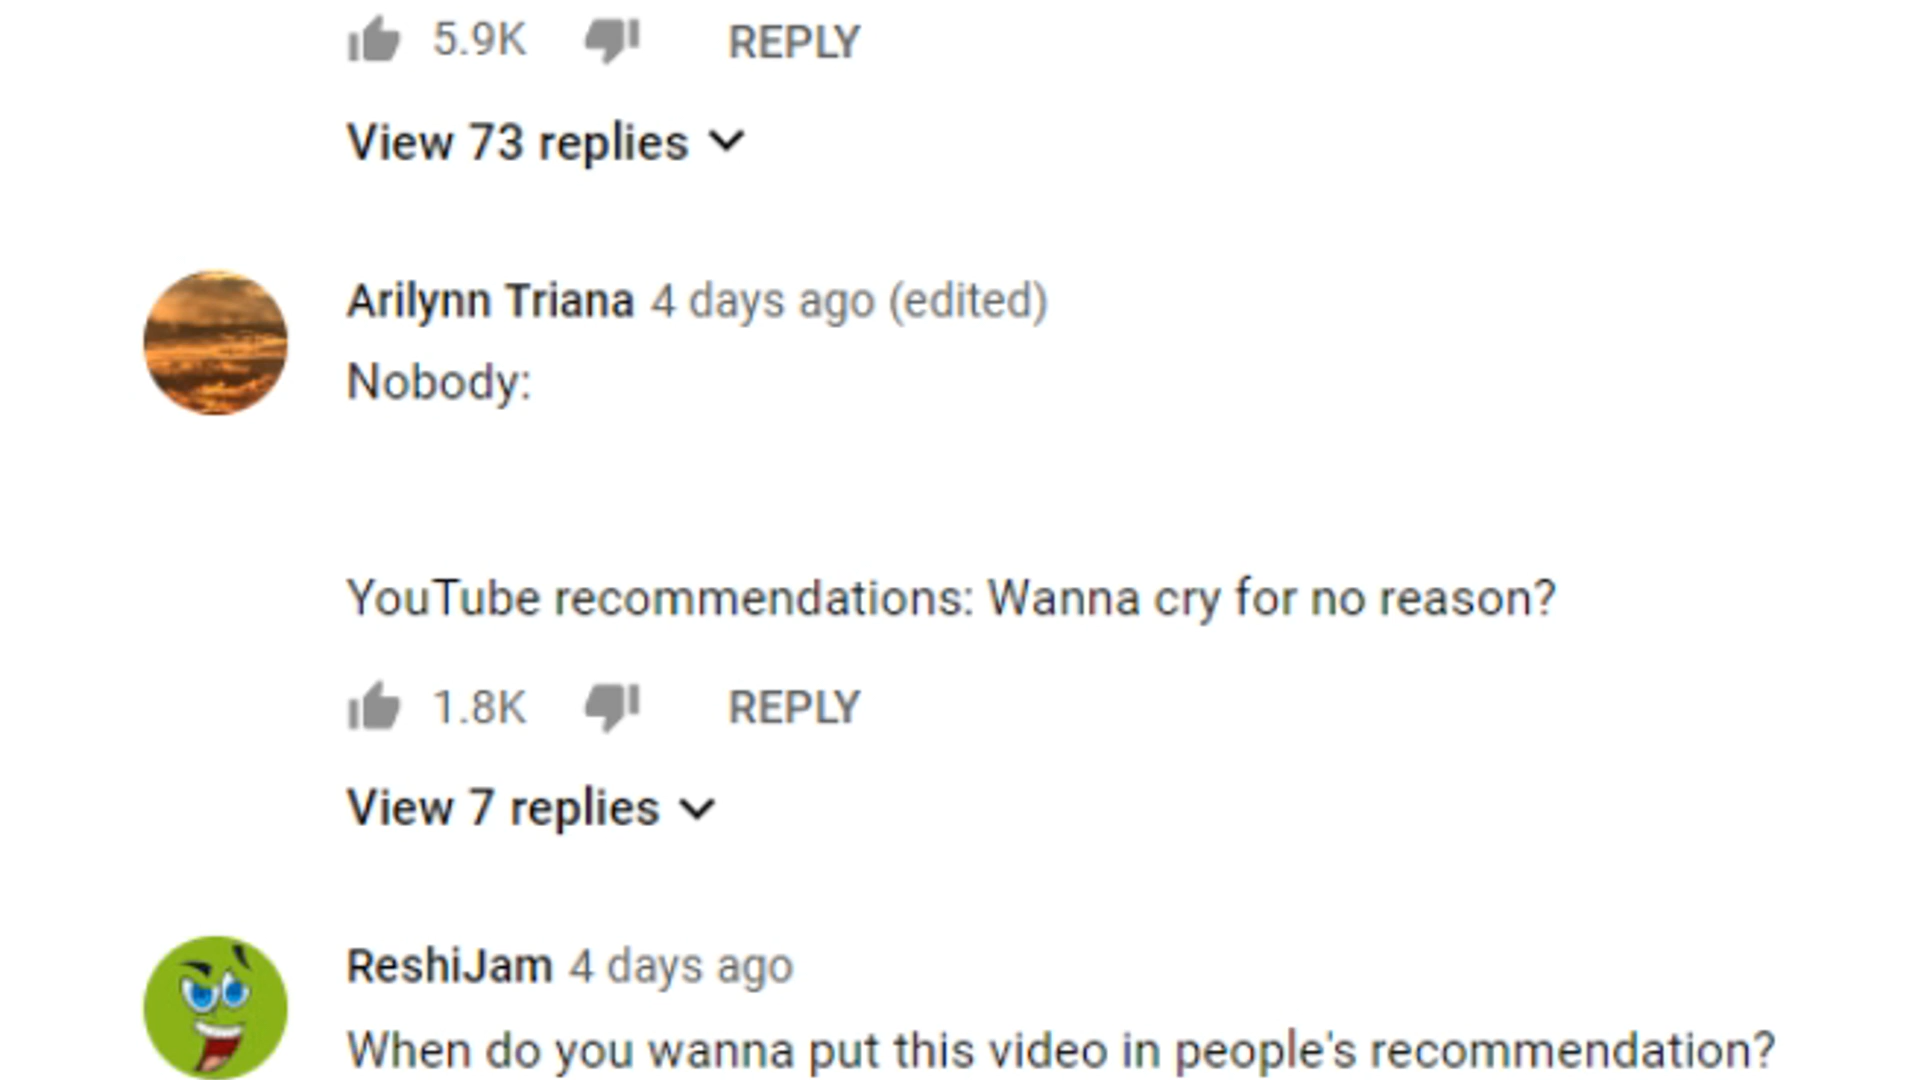 5.9K REPLY
View 73 replies
Arilynn Triana 4 days ago (edited)
Nobody:
YouTube recommendations: Wanna cry for no reason?
1.8K REPLY
View 7 replies
ReshiJam 4 days ago
When do you wanna put this video in people's recommendation?